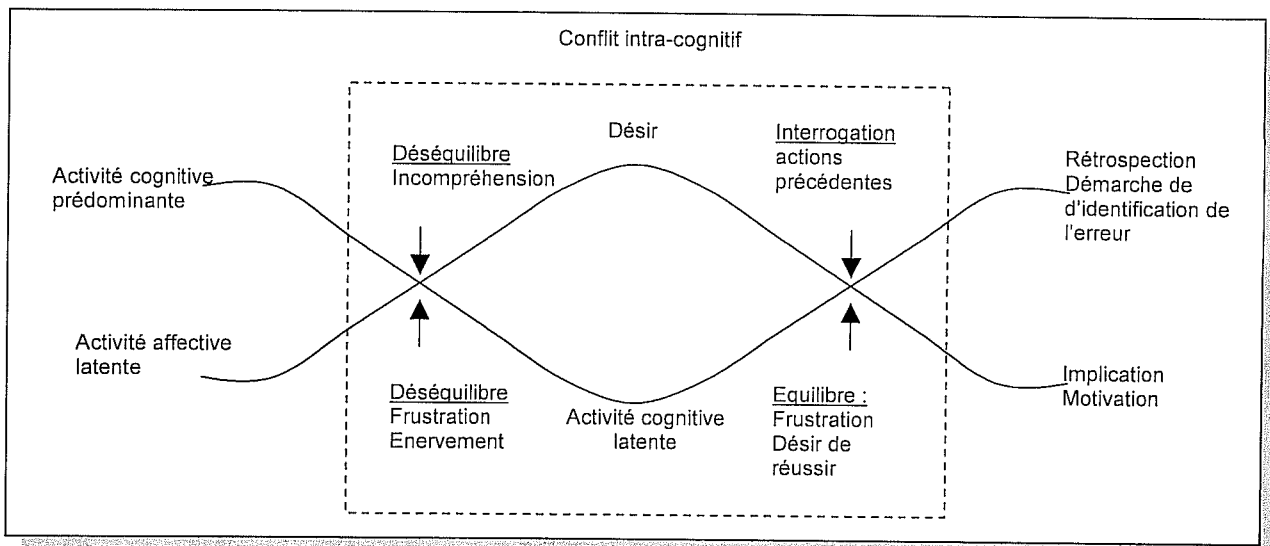 Conflit intra-cognitif
Activité cognitive
prédominante
Déséquilibre
Incompréhension
Désir
Interrogation
actions
précédentes
Rétrospection
Démarche de
d'identification de
l'erreur
Activité affective
latente
Déséquilibre
Frustration
Enervement
Activité cognitive
latente
Equilibre :
Frustration
Désir de
réussir
Implication
Motivation